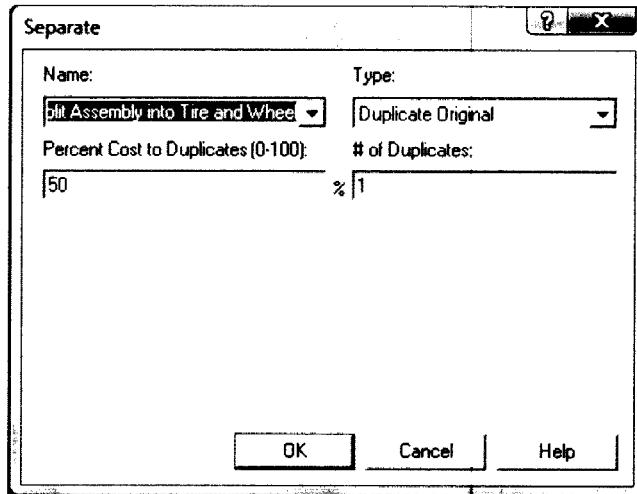 Separate
Name: Type:
plit Assembly into Tire and Wheel Duplicate Original
Percent Cost to Duplicates (0-100): # of Duplicates:
50 % 1
OK Cancel Help